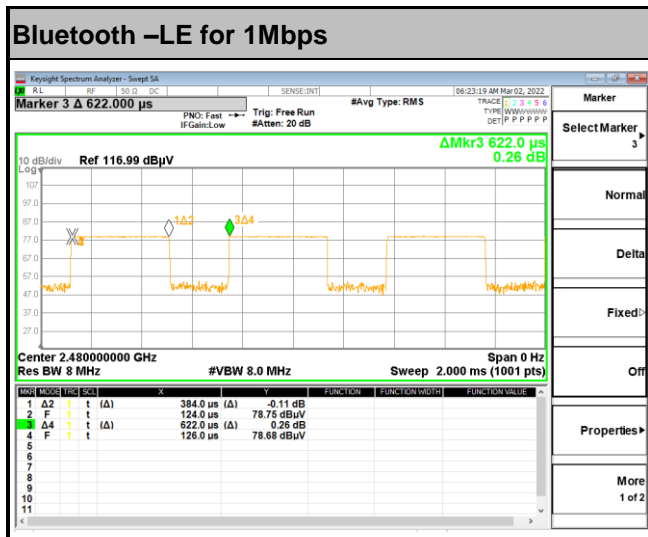 Bluetooth –LE for 1Mbps
Keysight Spectrum Analyzer - Swept SA
RL RF 50 Ω DC SENSE:INT 06:23:19 AM Mar 02, 2022
Marker 3 Δ 622.000 µs #Avg Type: RMS TRACE 1 2 3 4 5 6
PNO: Fast Trig: Free Run TYPE WWWWWW
IFGain:Low #Atten: 20 dB DET P P P P P P
ΔMkr3 622.0 µs
0.26 dB
10 dB/div Ref 116.99 dBµV
Log
107
97.0
87.0
77.0
67.0
57.0
47.0
37.0
27.0
1Δ2
3Δ4
Center 2.480000000 GHz Span 0 Hz
Res BW 8 MHz #VBW 8.0 MHz Sweep 2.000 ms (1001 pts)
MKR MODE TRC SCL X Y FUNCTION FUNCTION WIDTH FUNCTION VALUE
1 Δ2 1 t (Δ) 384.0 µs (Δ) -0.11 dB
2 F 1 t 124.0 µs 78.75 dBµV
3 Δ4 1 t (Δ) 622.0 µs (Δ) 0.26 dB
4 F 1 t 126.0 µs 78.68 dBµV
5
6
7
8
9
10
11
Marker
Select Marker
3
Normal
Delta
Fixed
Off
Properties
More
1 of 2